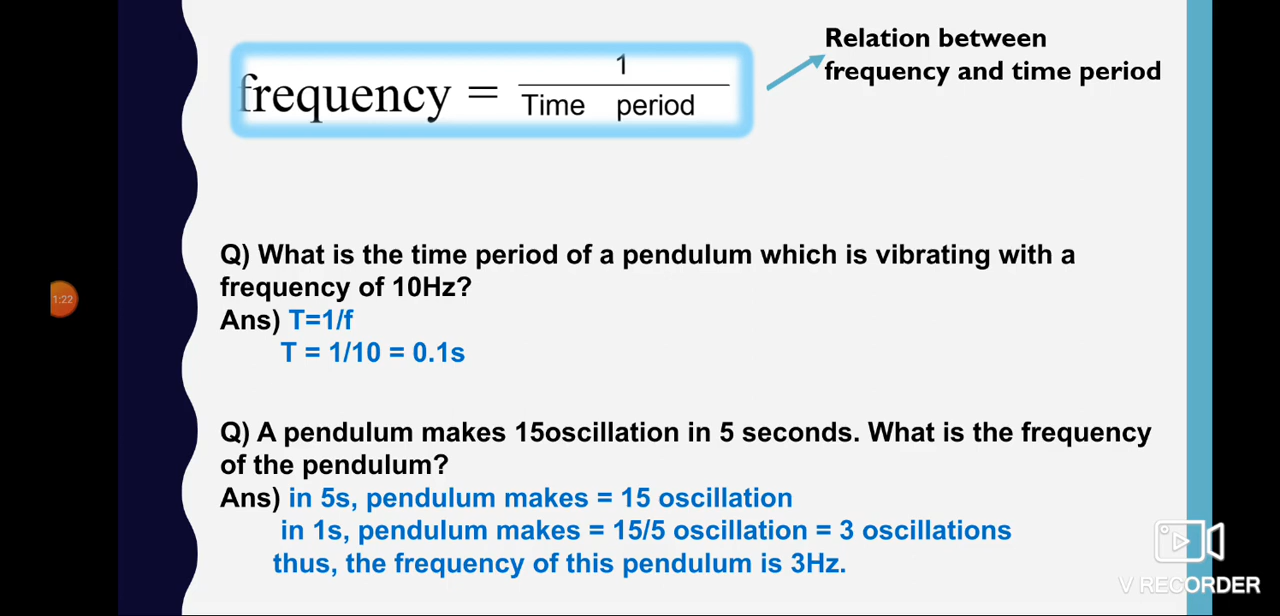 Relation between
frequency and time period
frequency = 1
Time period
Q) What is the time period of a pendulum which is vibrating with a
frequency of 10Hz?
Ans) T=1/f
T = 1/10 = 0.1s
Q) A pendulum makes 15oscillation in 5 seconds. What is the frequency
of the pendulum?
Ans) in 5s, pendulum makes = 15 oscillation
in 1s, pendulum makes = 15/5 oscillation = 3 oscillations
thus, the frequency of this pendulum is 3Hz.
1:22
V RECORDER